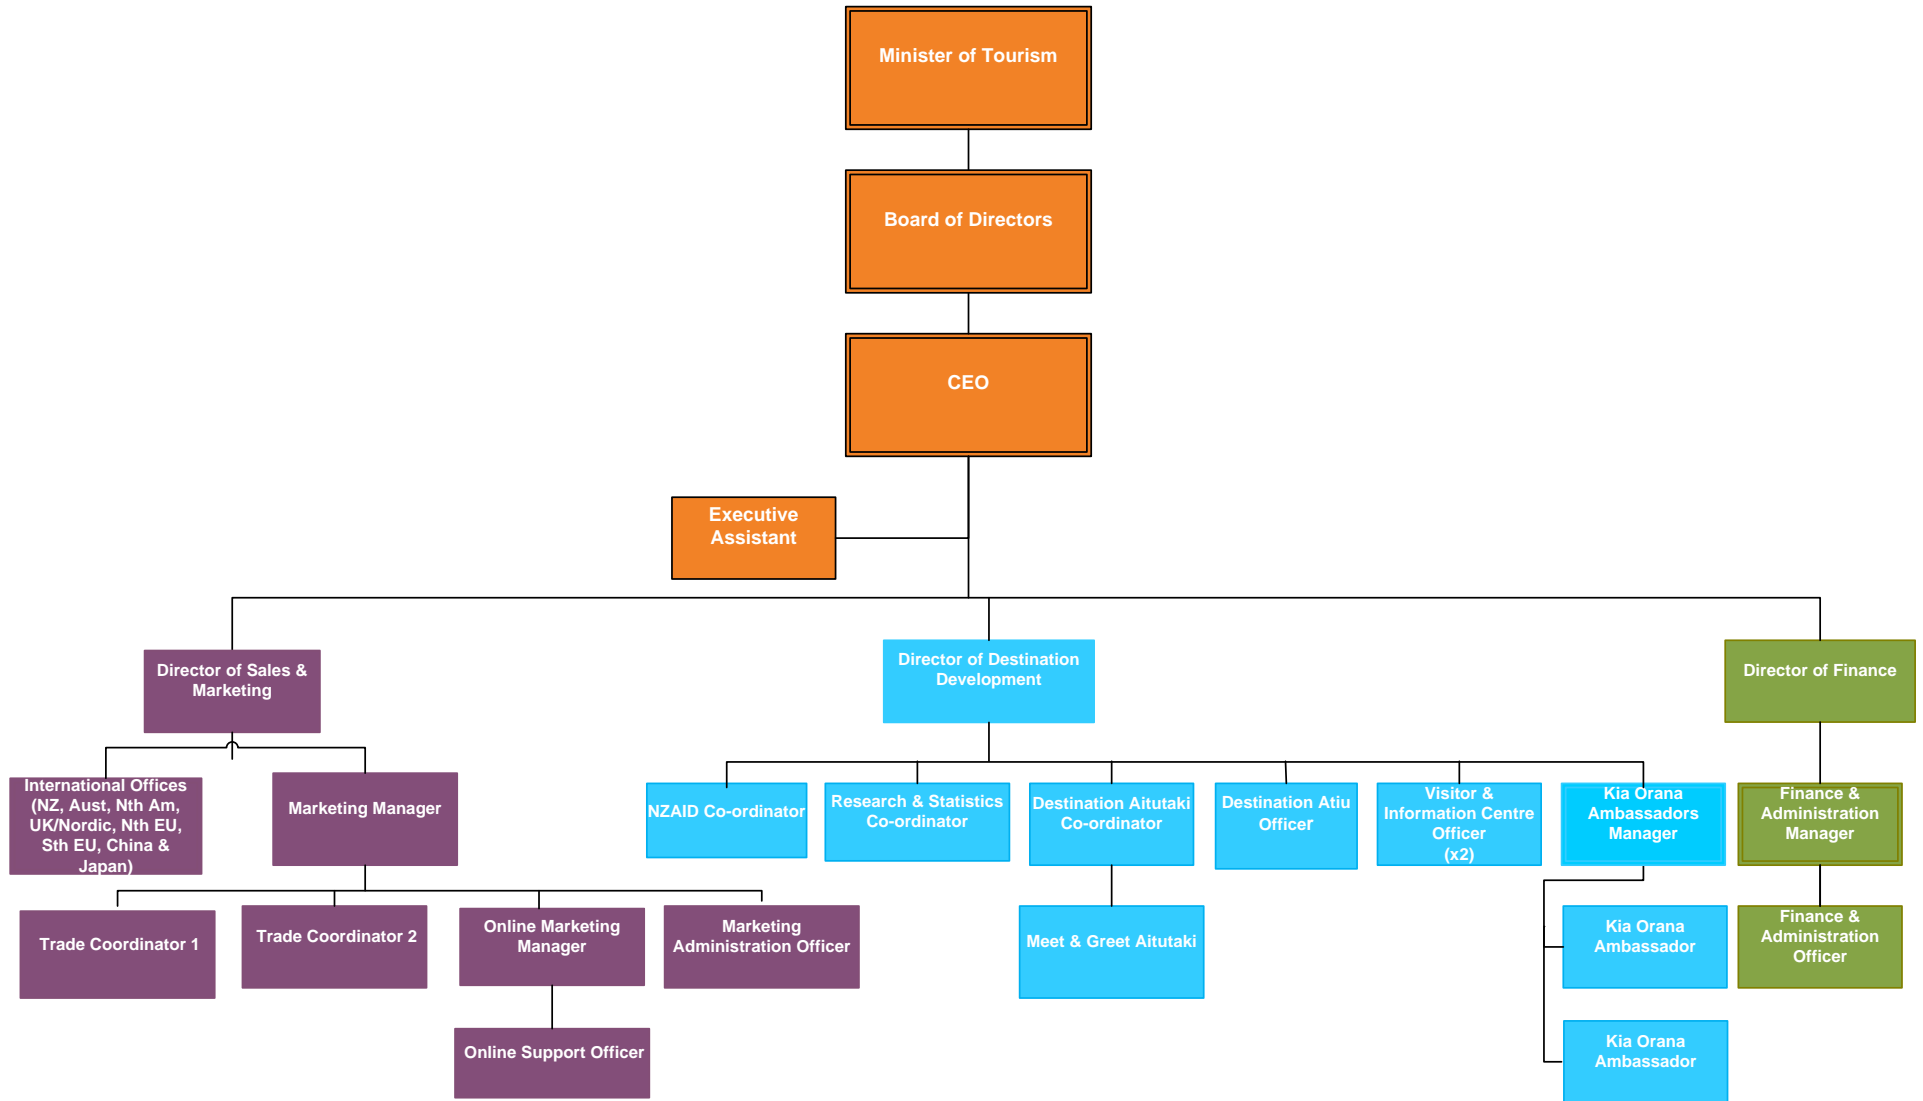 Minister of Tourism
Board of Directors
CEO
Executive
Assistant
Director of Sales &
Marketing
Director of Destination
Development
Director of Finance
International Offices
(NZ, Aust, Nth Am,
UK/Nordic, Nth EU,
Sth EU, China &
Japan)
Marketing Manager
NZAID Co-ordinator
Research & Statistics
Co-ordinator
Destination Aitutaki
Co-ordinator
Destination Atiu
Officer
Visitor &
Information Centre
Officer
(x2)
Kia Orana
Ambassadors
Manager
Finance &
Administration
Manager
Trade Coordinator 1
Trade Coordinator 2
Online Marketing
Manager
Marketing
Administration Officer
Meet & Greet Aitutaki
Kia Orana
Ambassador
Finance &
Administration
Officer
Online Support Officer
Kia Orana
Ambassador